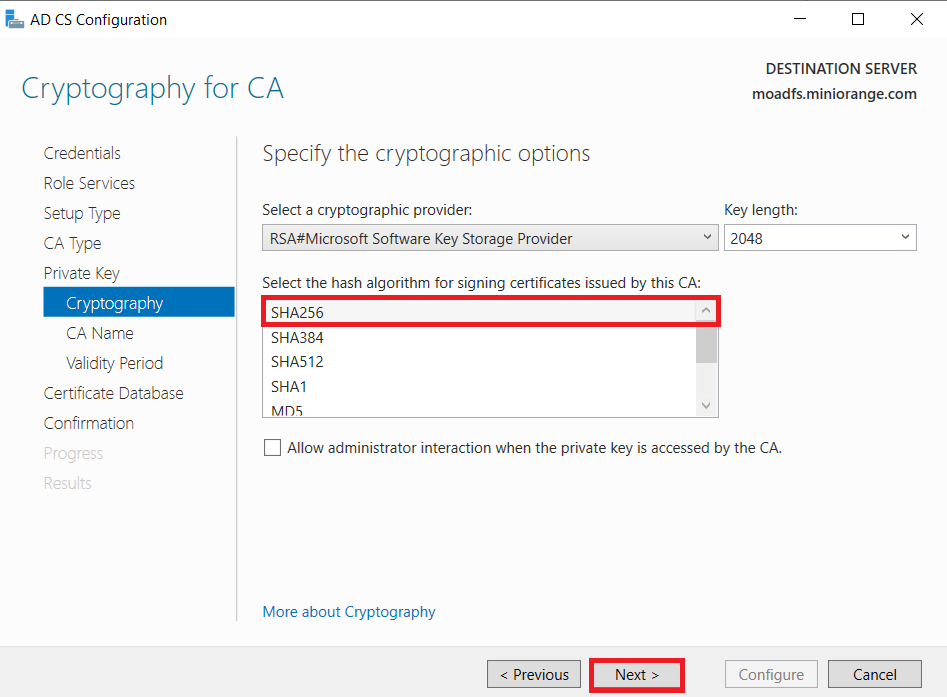 AD CS Configuration
Cryptography for CA
DESTINATION SERVER
moadfs.miniorange.com
Credentials
Role Services
Setup Type
CA Type
Private Key
Cryptography
CA Name
Validity Period
Certificate Database
Confirmation
Progress
Results
Specify the cryptographic options
Select a cryptographic provider:
Key length:
RSA#Microsoft Software Key Storage Provider
2048
Select the hash algorithm for signing certificates issued by this CA:
SHA256
SHA384
SHA512
SHA1
MD5
Allow administrator interaction when the private key is accessed by the CA.
More about Cryptography
< Previous
Next >
Configure
Cancel